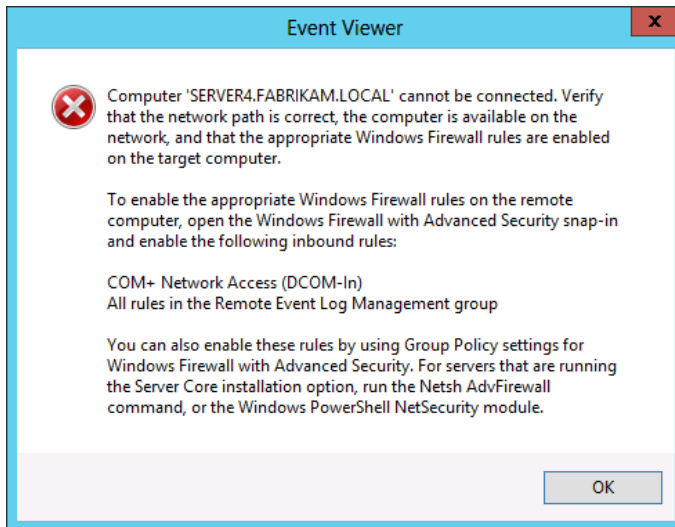 Event Viewer
x
Computer 'SERVER4.FABRIKAM.LOCAL' cannot be connected. Verify
that the network path is correct, the computer is available on the
network, and that the appropriate Windows Firewall rules are enabled
on the target computer.
To enable the appropriate Windows Firewall rules on the remote
computer, open the Windows Firewall with Advanced Security snap-in
and enable the following inbound rules:
COM+ Network Access (DCOM-In)
All rules in the Remote Event Log Management group
You can also enable these rules by using Group Policy settings for
Windows Firewall with Advanced Security. For servers that are running
the Server Core installation option, run the Netsh AdvFirewall
command, or the Windows PowerShell NetSecurity module.
OK